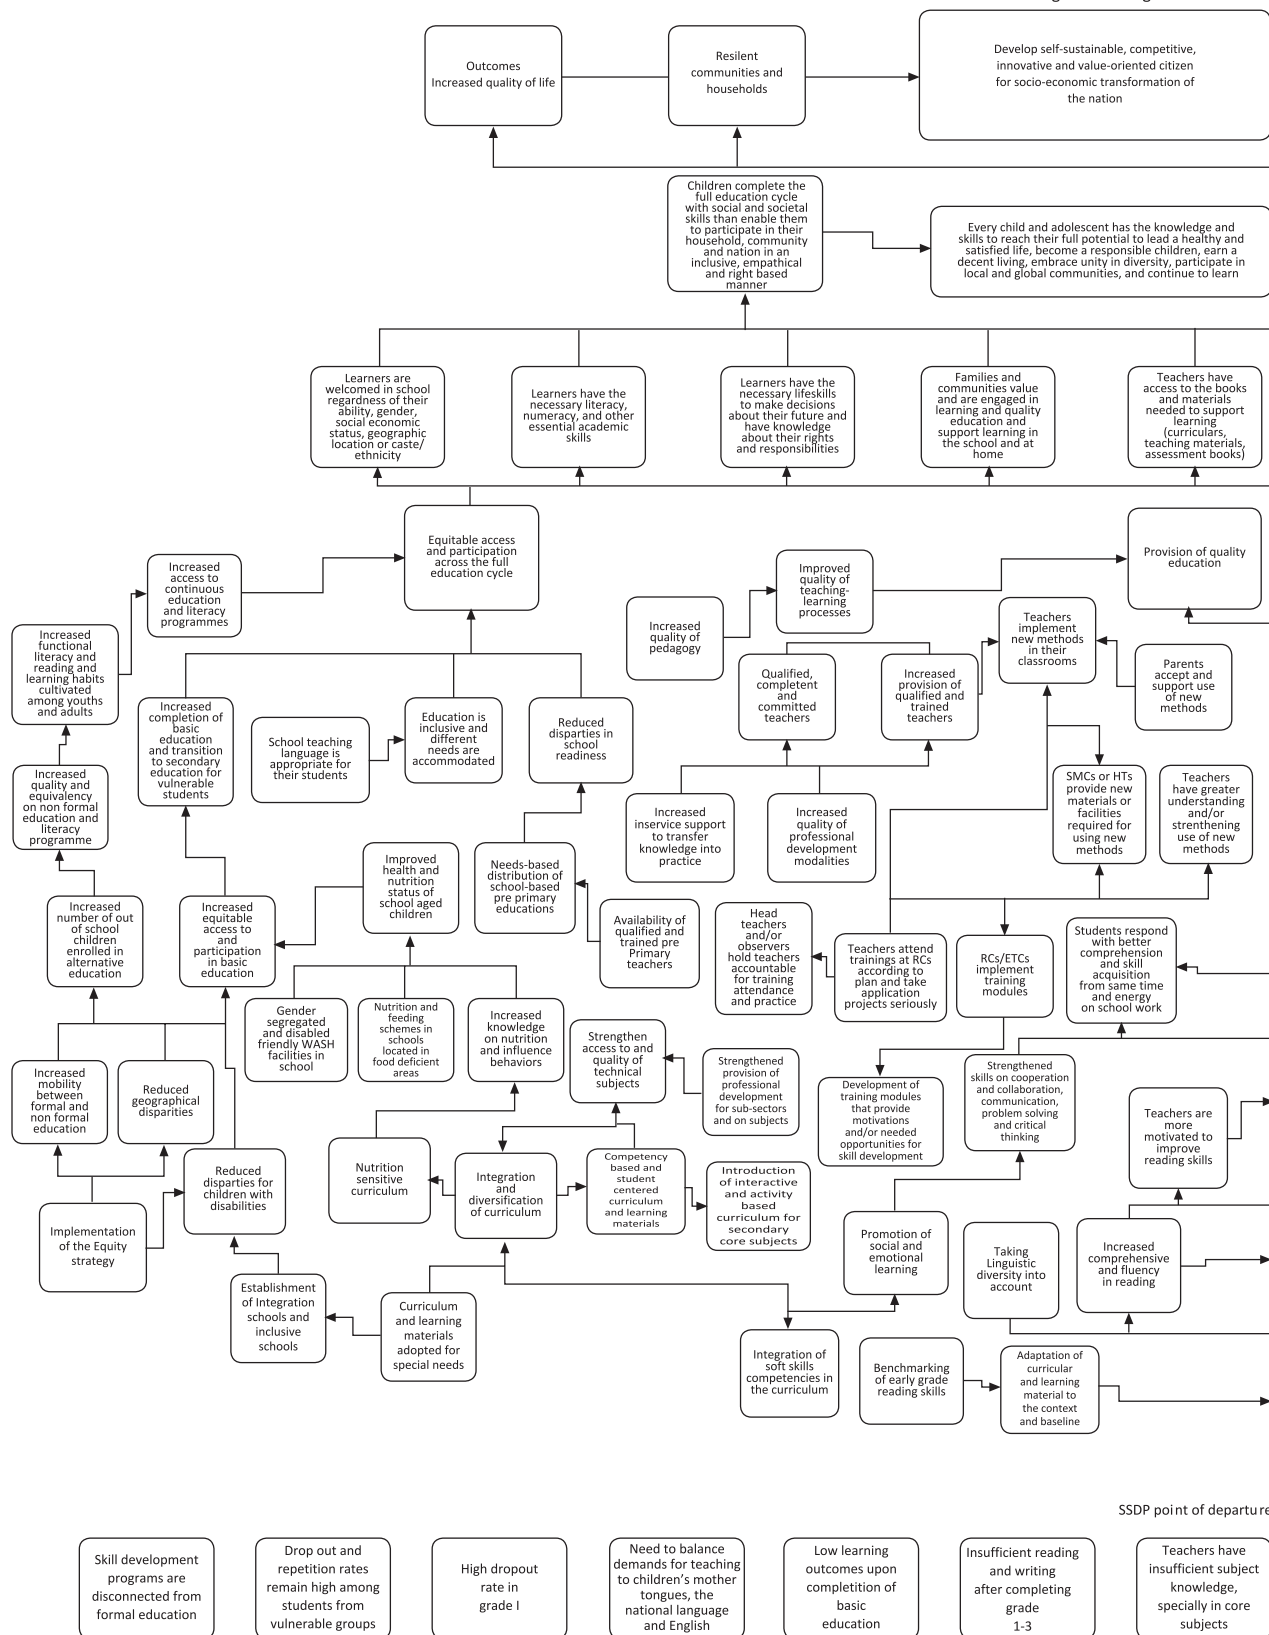 Outcomes
Increased quality of life
Resilent
communities and
households
Develop self-sustainable, competitive,
innovative and value-oriented citizen
for socio-economic transformation of
the nation
Children complete the
full education cycle
with social and societal
skills than enable them
to participate in their
household, community
and nation in an
inclusive, empathical
and right based
manner
Every child and adolescent has the knowledge and
skills to reach their full potential to lead a healthy and
satisfied life, become a responsible children, earn a
decent living, embrace unity in diversity, participate in
local and global communities, and continue to learn
Learners are
welcomed in school
regardness of their
ability, gender,
social economic
status, geographic
location or caste/
ethnicity
Learners have the
necessary literacy,
numeracy, and other
essential academic
skills
Learners have the
necessary lifeskills
to make decisions
about their future and
have knowledge
about their rights
and responsibilities
Families and
communities value
and are engaged in
learning and quality
education and
support learning in
the school and at
home
Teachers have
access to the books
and materials
needed to support
learning
(curriculars,
teaching materials,
assessment books)
Equitable access
and participation
across the full
education cycle
Provision of quality
education
Increased
access to
continuous
education
and literacy
programmes
Improved
quality of
teaching-
learning
processes
Increased
quality of
pedagogy
Teachers
implement
new methods
in their
classrooms
Increased
functional
literacy and
reading and
learning habits
cultivated
among youths
and adults
Parents
accept and
support use
of new
methods
Qualified,
completent
and
committed
teachers
Increased
provision of
qualified and
trained
teachers
Increased
completion of
basic
education
and transition
to secondary
education for
vulnerable
students
School teaching
language is
appropriate for
their students
Education is
inclusive and
different
needs are
accommodated
Reduced
disparties in
school
readiness
Increased
quality and
equivalency
on non formal
education and
literacy
programme
Increased
inservice support
to transfer
knowledge into
practice
Increased
quality of
professional
development
modalities
SMCs or HTs
provide new
materials or
facilities
required for
using new
methods
Teachers
have greater
understanding
and/or
strenthening
use of new
methods
Improved
health and
nutrition
status of
school aged
children
Needs-based
distribution of
school-based
pre primary
educations
Increased
number of out
of school
children
enrolled in
alternative
education
Increased
equitable
access to
and
participation
in basic
education
Availability of
qualified and
trained pre
Primary
teachers
Head
teachers
and/or
observers
hold teachers
accountable
for training
attendance
and practice
Teachers attend
trainings at RCs
according to
plan and take
application
projects seriously
RCs/ETCs
implement
training
modules
Students respond
with better
comprehension
and skill
acquisition
from same time
and energy
on school work
Gender
segregated
and disabled
friendly WASH
facilities in
school
Nutrition and
feeding
schemes in
schools
located in
food deficient
areas
Increased
knowledge
on nutrition
and influence
behaviors
Strengthen
access to and
quality of
technical
subjects
Strengthened
provision of
professional
development
for sub-sectors
and on subjects
Increased
mobility
between
formal and
non formal
education
Reduced
geographical
disparities
Development of
training modules
that provide
motivations
and/or needed
opportunities for
skill development
Strengthened
skills on cooperation
and collaboration,
communication,
problem solving
and critical
thinking
Teachers are
more
motivated to
improve
reading skills
Reduced
disparties for
children with
disabilities
Nutrition
sensitive
curriculum
Integration
and
diversification
of curriculum
Competency
based and
student
centered
curriculum
and learning
materials
Introduction
of interactive
and activity
based
curriculum for
secondary
core subjects
Implementation
of the Equity
strategy
Promotion of
social and
emotional
learning
Taking
Linguistic
diversity into
account
Increased
comprehensive
and fluency
in reading
Establishment
of Integration
schools and
inclusive
schools
Curriculum
and learning
materials
adopted for
special needs
Integration of
soft skills
competencies in
the curriculum
Benchmarking
of early grade
reading skills
Adaptation of
curricular
and learning
material to
the context
and baseline
SSDP point of departure
Skill development
programs are
disconnected from
formal education
Drop out and
repetition rates
remain high among
students from
vulnerable groups
High dropout
rate in
grade I
Need to balance
demands for teaching
to children's mother
tongues, the
national language
and English
Low learning
outcomes upon
completition of
basic
education
Insufficient reading
and writing
after completing
grade
1-3
Teachers have
insufficient subject
knowledge,
specially in core
subjects